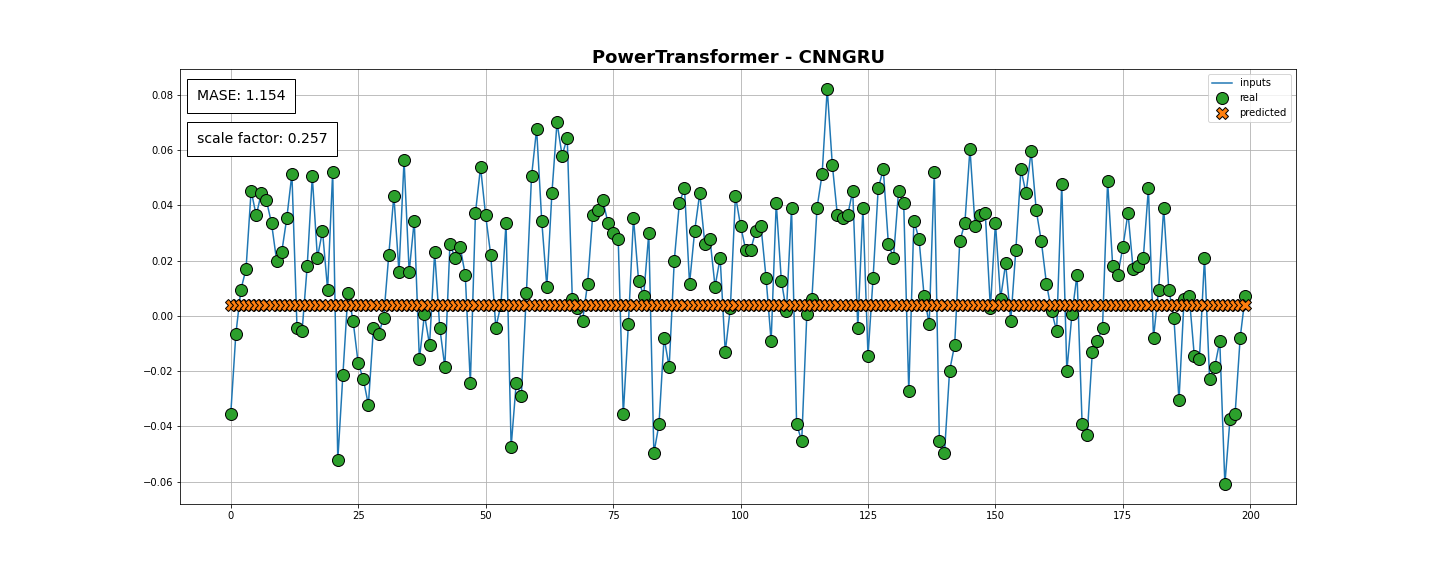 PowerTransformer - CNNGRU
MASE: 1.154
scale factor: 0.257
inputs
real
predicted
0.08
0.06
0.04
0.02
0.00
−0.02
−0.04
−0.06
0 25 50 75 100 125 150 175 200